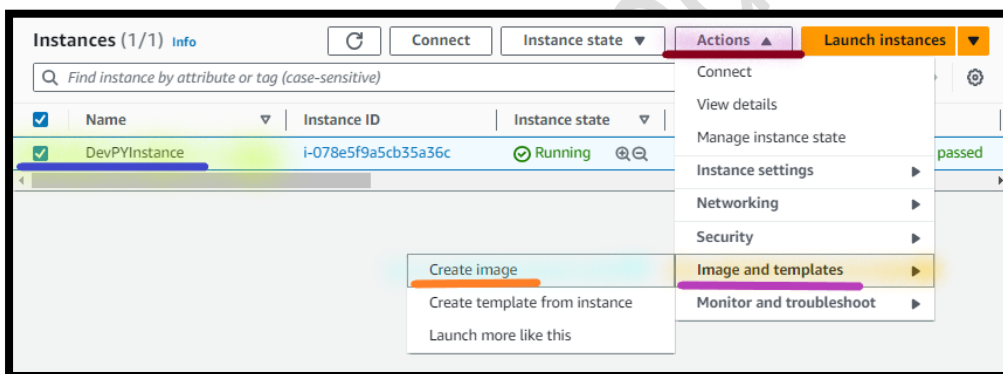 Instances (1/1) Info
Connect
Instance state
Actions
Launch instances
Find instance by attribute or tag (case-sensitive)
Name
Instance ID
Instance state
DevPYInstance
i-078e5f9a5cb35a36c
Running
passed
Connect
View details
Manage instance state
Instance settings
Networking
Security
Image and templates
Monitor and troubleshoot
Create image
Create template from instance
Launch more like this